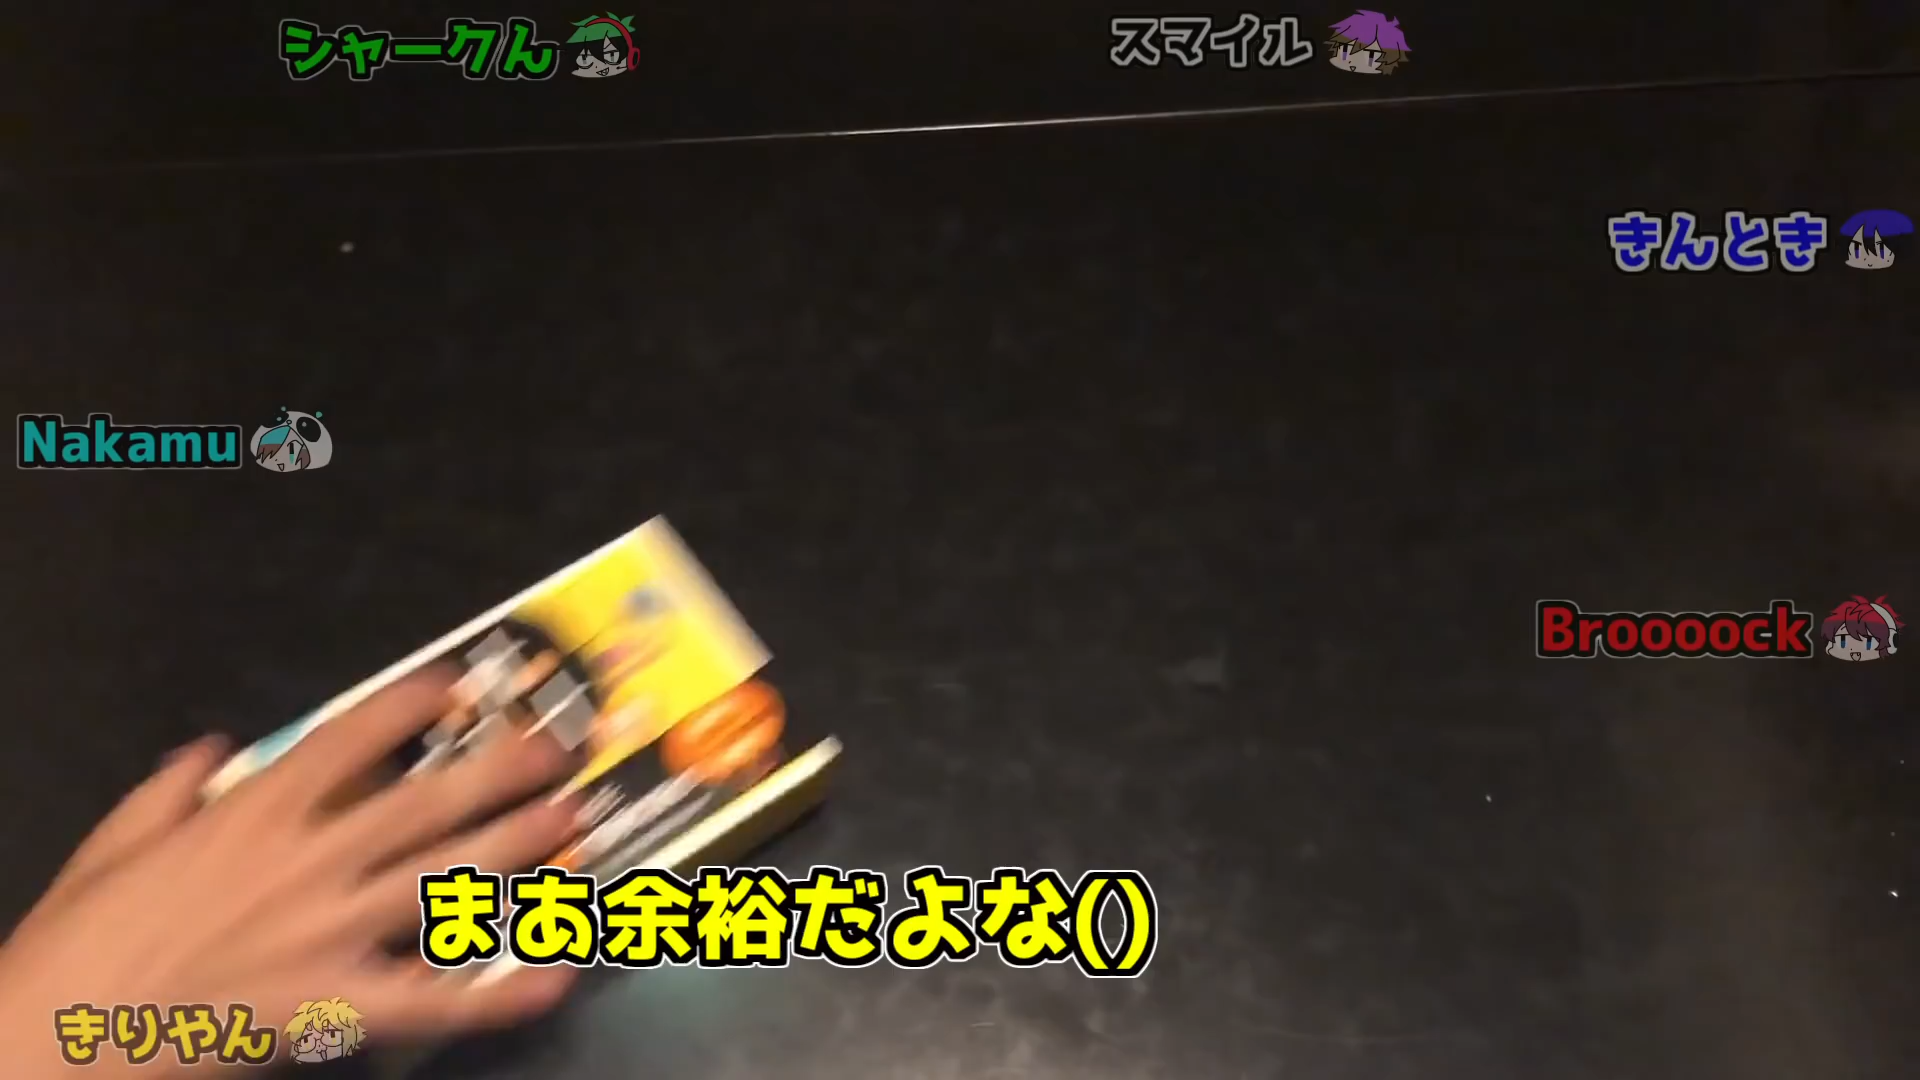 シャークん
スマイル
きんとき
Nakamu
Broooock
まあ余裕だよな()
きりやん